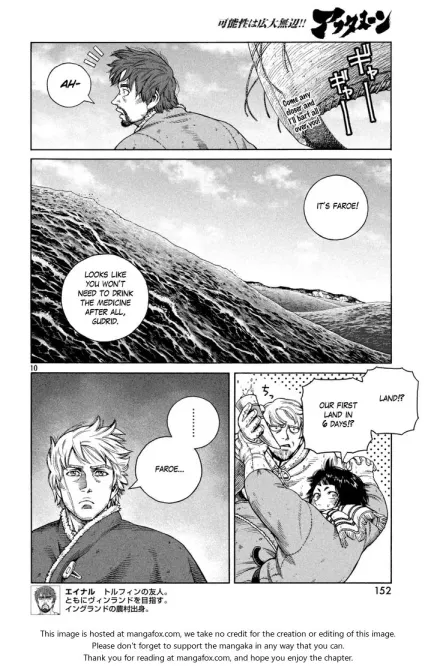 可能性は広大無辺!!
アフタヌーン
AH-
Come any
closer and
I'll barf all
over you!
ギャー
ギャー
IT'S FAROE!
LOOKS LIKE
YOU WON'T
NEED TO DRINK
THE MEDICINE
AFTER ALL,
GUDRID.
10
LAND!?
OUR FIRST
LAND IN
6 DAYS!?
ちっ
FAROE...
エイナル トルフィンの友人。
ともにヴィンランドを目指す。
イングランドの農村出身。
152
This image is hosted at mangafox.com, we take no credit for the creation or editing of this image.
Please don't forget to support the mangaka in any way that you can.
Thank you for reading at mangafox.com, and hope you enjoy the chapter.